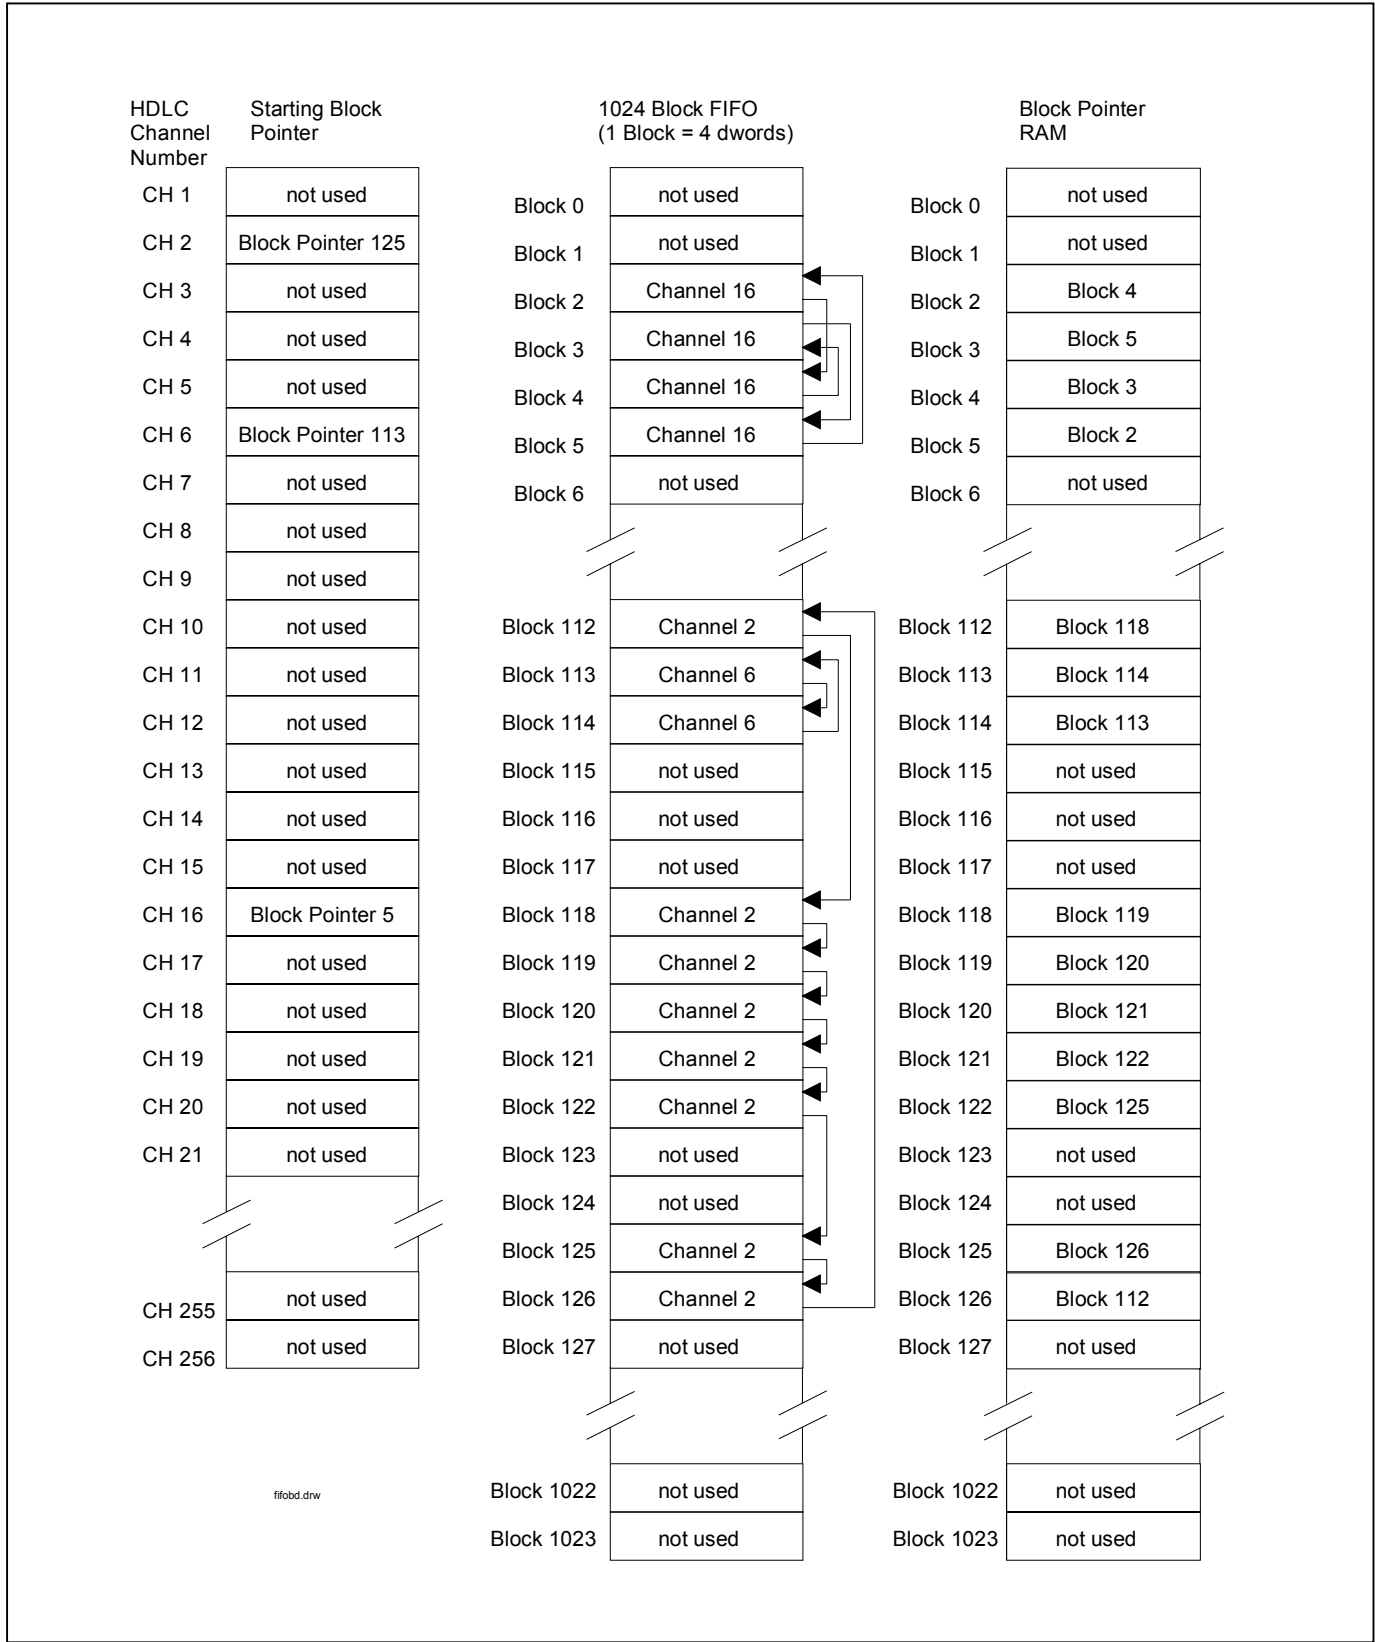 HDLC
Channel
Number
Starting Block
Pointer
CH 1 not used
CH 2 Block Pointer 125
CH 3 not used
CH 4 not used
CH 5 not used
CH 6 Block Pointer 113
CH 7 not used
CH 8 not used
CH 9 not used
CH 10 not used
CH 11 not used
CH 12 not used
CH 13 not used
CH 14 not used
CH 15 not used
CH 16 Block Pointer 5
CH 17 not used
CH 18 not used
CH 19 not used
CH 20 not used
CH 21 not used
CH 255 not used
CH 256 not used
fifobd.drw
1024 Block FIFO
(1 Block = 4 dwords)
Block 0 not used
Block 1 not used
Block 2 Channel 16
Block 3 Channel 16
Block 4 Channel 16
Block 5 Channel 16
Block 6 not used
Block 112 Channel 2
Block 113 Channel 6
Block 114 Channel 6
Block 115 not used
Block 116 not used
Block 117 not used
Block 118 Channel 2
Block 119 Channel 2
Block 120 Channel 2
Block 121 Channel 2
Block 122 Channel 2
Block 123 not used
Block 124 not used
Block 125 Channel 2
Block 126 Channel 2
Block 127 not used
Block 1022 not used
Block 1023 not used
Block Pointer
RAM
Block 0 not used
Block 1 not used
Block 2 Block 4
Block 3 Block 5
Block 4 Block 3
Block 5 Block 2
Block 6 not used
Block 112 Block 118
Block 113 Block 114
Block 114 Block 113
Block 115 not used
Block 116 not used
Block 117 not used
Block 118 Block 119
Block 119 Block 120
Block 120 Block 121
Block 121 Block 122
Block 122 Block 125
Block 123 not used
Block 124 not used
Block 125 Block 126
Block 126 Block 112
Block 127 not used
Block 1022 not used
Block 1023 not used